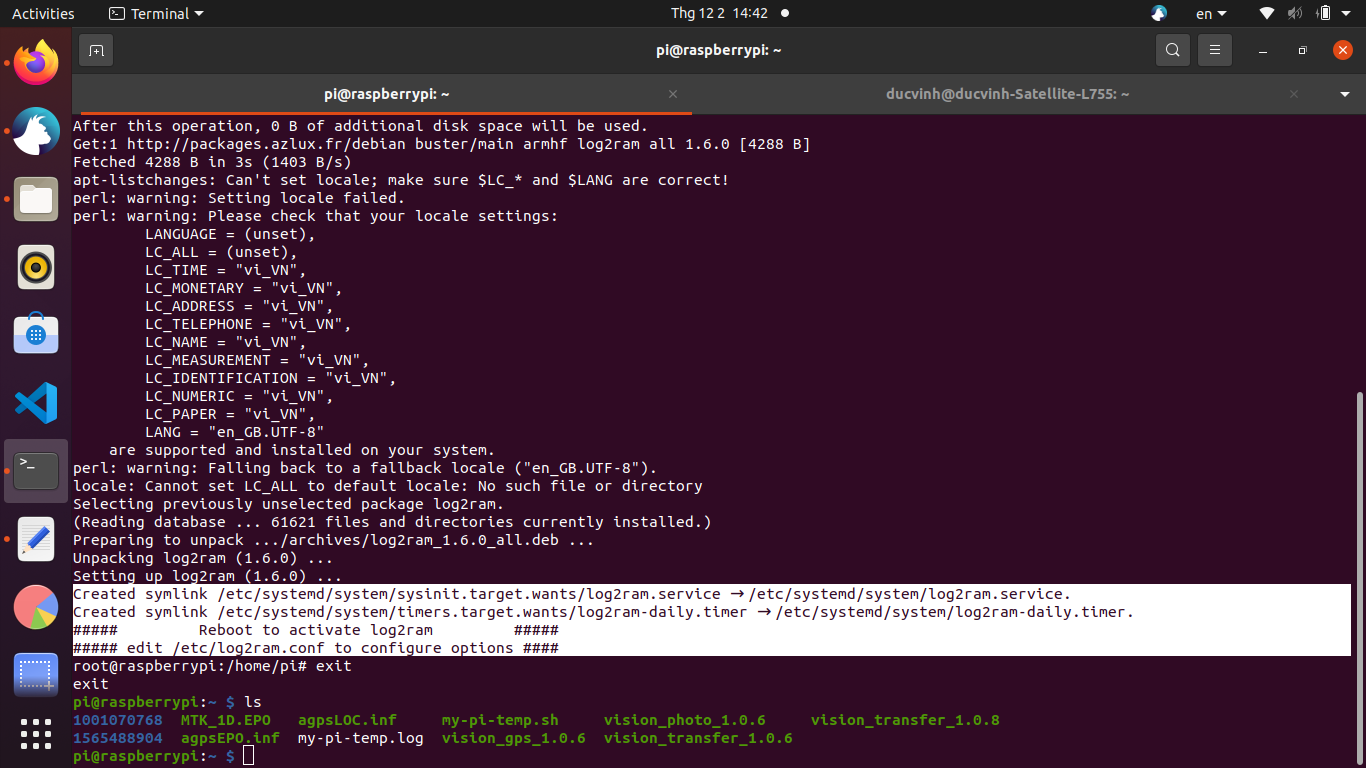 Activities Terminal Thg 12 2 14:42 en
pi@raspberrypi: ~
pi@raspberrypi: ~ ducvinh@ducvinh-Satellite-L755: ~
After this operation, 0 B of additional disk space will be used.
Get:1 http://packages.azlux.fr/debian buster/main armhf log2ram all 1.6.0 [4288 B]
Fetched 4288 B in 3s (1403 B/s)
apt-listchanges: Can't set locale; make sure $LC_* and $LANG are correct!
perl: warning: Setting locale failed.
perl: warning: Please check that your locale settings:
        LANGUAGE = (unset),
        LC_ALL = (unset),
        LC_TIME = "vi_VN",
        LC_MONETARY = "vi_VN",
        LC_ADDRESS = "vi_VN",
        LC_TELEPHONE = "vi_VN",
        LC_NAME = "vi_VN",
        LC_MEASUREMENT = "vi_VN",
        LC_IDENTIFICATION = "vi_VN",
        LC_NUMERIC = "vi_VN",
        LC_PAPER = "vi_VN",
        LANG = "en_GB.UTF-8"
    are supported and installed on your system.
perl: warning: Falling back to a fallback locale ("en_GB.UTF-8").
locale: Cannot set LC_ALL to default locale: No such file or directory
Selecting previously unselected package log2ram.
(Reading database ... 61621 files and directories currently installed.)
Preparing to unpack .../archives/log2ram_1.6.0_all.deb ...
Unpacking log2ram (1.6.0) ...
Setting up log2ram (1.6.0) ...
Created symlink /etc/systemd/system/sysinit.target.wants/log2ram.service → /etc/systemd/system/log2ram.service.
Created symlink /etc/systemd/system/timers.target.wants/log2ram-daily.timer → /etc/systemd/system/log2ram-daily.timer.
#####         Reboot to activate log2ram         #####
##### edit /etc/log2ram.conf to configure options ####
root@raspberrypi:/home/pi# exit
exit
pi@raspberrypi:~ $ ls
1001070768  MTK_1D.EPO   agpsLOC.inf     my-pi-temp.sh     vision_photo_1.0.6     vision_transfer_1.0.8
1565488904  agpsEPO.inf  my-pi-temp.log  vision_gps_1.0.6  vision_transfer_1.0.6
pi@raspberrypi:~ $